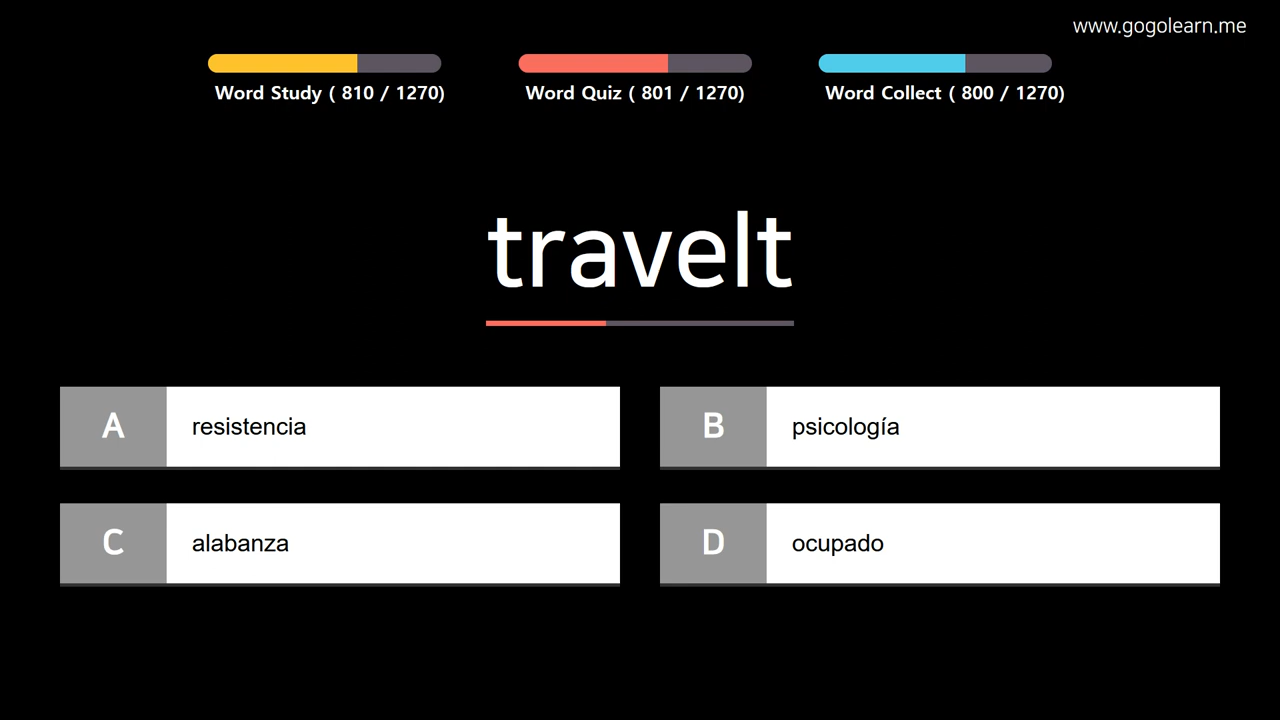 www.gogolearn.me
Word Study ( 810 / 1270)
Word Quiz ( 801 / 1270)
Word Collect ( 800 / 1270)
travelt
A
resistencia
B
psicología
C
alabanza
D
ocupado